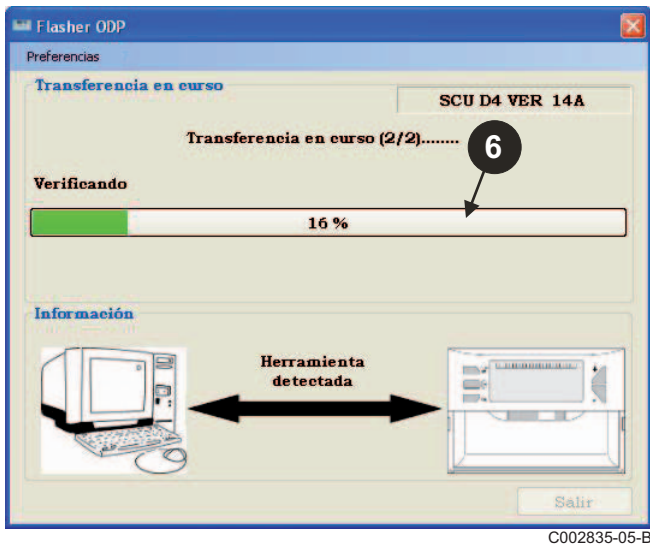 Flasher ODP
Preferencias
Transferencia en curso
SCU D4 VER 14A
Transferencia en curso (2/2)........
6
Verificando
16 %
Información
Herramienta
detectada
Salir
C002835-05-B